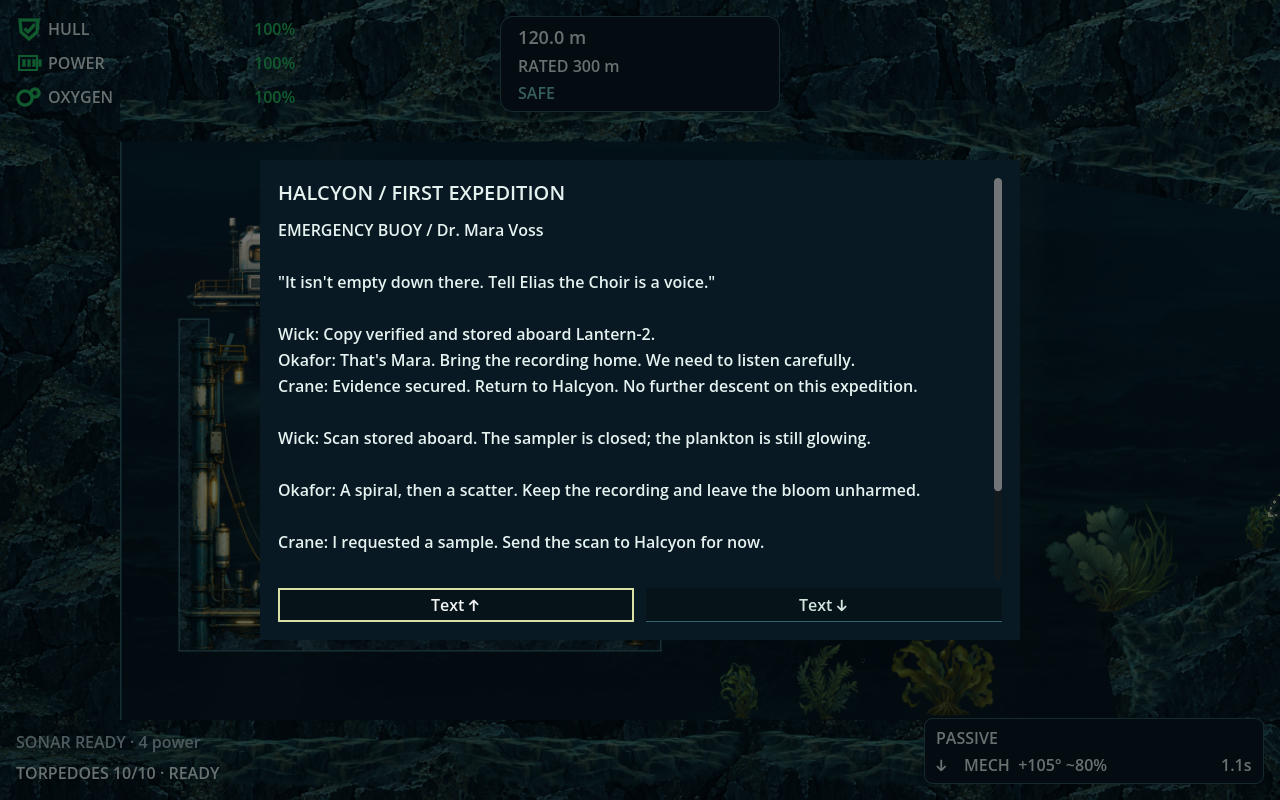 HULL 100%
POWER 100%
OXYGEN 100%
120.0 m
RATED 300 m
SAFE
HALCYON / FIRST EXPEDITION
EMERGENCY BUOY / Dr. Mara Voss
"It isn't empty down there. Tell Elias the Choir is a voice."
Wick: Copy verified and stored aboard Lantern-2.
Okafor: That's Mara. Bring the recording home. We need to listen carefully.
Crane: Evidence secured. Return to Halcyon. No further descent on this expedition.
Wick: Scan stored aboard. The sampler is closed; the plankton is still glowing.
Okafor: A spiral, then a scatter. Keep the recording and leave the bloom unharmed.
Crane: I requested a sample. Send the scan to Halcyon for now.
Text ↑ Text ↓
SONAR READY · 4 power
TORPEDOES 10/10 · READY
PASSIVE
↓ MECH +105° ~80% 1.1s